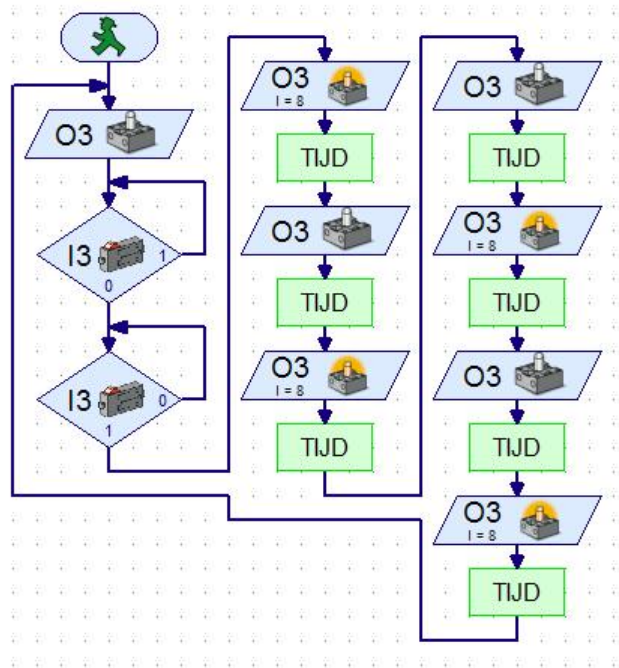 O3
I3
1
0
I3
0
1
O3
I = 8
TIJD
O3
TIJD
O3
I = 8
TIJD
O3
TIJD
O3
I = 8
TIJD
O3
TIJD
O3
I = 8
TIJD